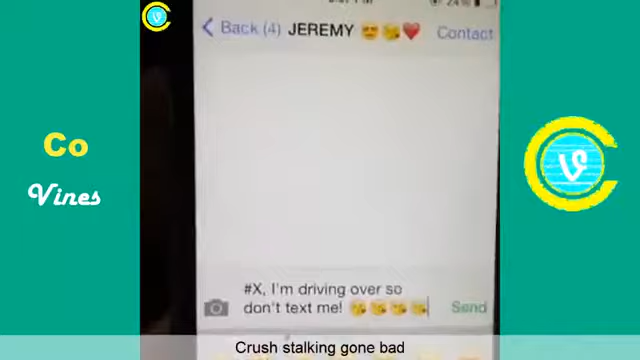 Back (4) JEREMY 😍😘❤️ Contact
#X, I'm driving over so
don't text me! 😘😘😘😘 Send
Co
Vines
Crush stalking gone bad